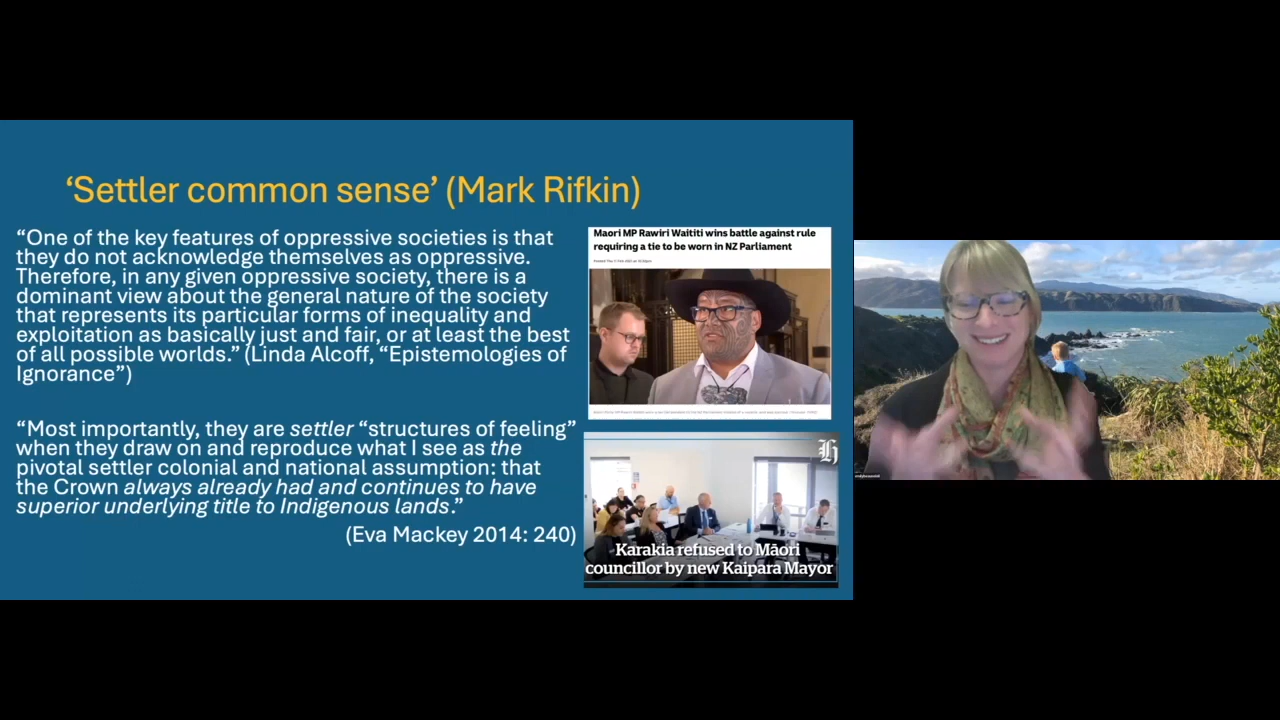 ‘Settler common sense’ (Mark Rifkin)
“One of the key features of oppressive societies is that
they do not acknowledge themselves as oppressive.
Therefore, in any given oppressive society, there is a
dominant view about the general nature of the society
that represents its particular forms of inequality and
exploitation as basically just and fair, or at least the best
of all possible worlds.” (Linda Alcoff, “Epistemologies of
Ignorance”)
“Most importantly, they are settler “structures of feeling”
when they draw on and reproduce what I see as the
pivotal settler colonial and national assumption: that
the Crown always already had and continues to have
superior underlying title to Indigenous lands.”
(Eva Mackey 2014: 240)
Maori MP Rawiri Waititi wins battle against rule
requiring a tie to be worn in NZ Parliament
Karakia refused to Māori
councillor by new Kaipara Mayor